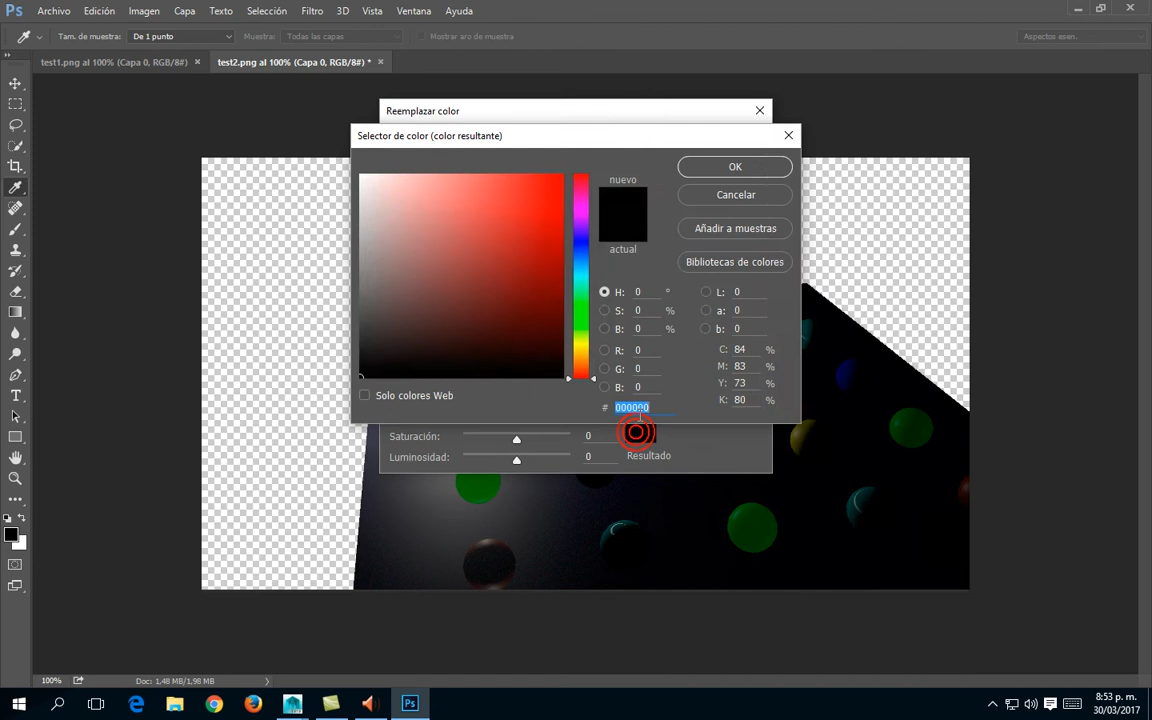 Ps Archivo Edición Imagen Capa Texto Selección Filtro 3D Vista Ventana Ayuda
Tam. de muestra: De 1 punto Muestra: Todas las capas Mostrar aro de muestra Aspectos esen.
test1.png al 100% (Capa 0, RGB/8#) × test2.png al 100% (Capa 0, RGB/8#) * ×
Reemplazar color
Selector de color (color resultante)
nuevo
OK
Cancelar
actual
Añadir a muestras
Bibliotecas de colores
H: 0 ° L: 0
S: 0 % a: 0
B: 0 % b: 0
R: 0 C: 84 %
G: 0 M: 83 %
B: 0 Y: 73 %
Solo colores Web
# 000000 K: 80 %
Saturación: 0
Luminosidad: 0 Resultado
100% Doc: 1,48 MB/1,98 MB
Ps
8:53 p. m.
30/03/2017